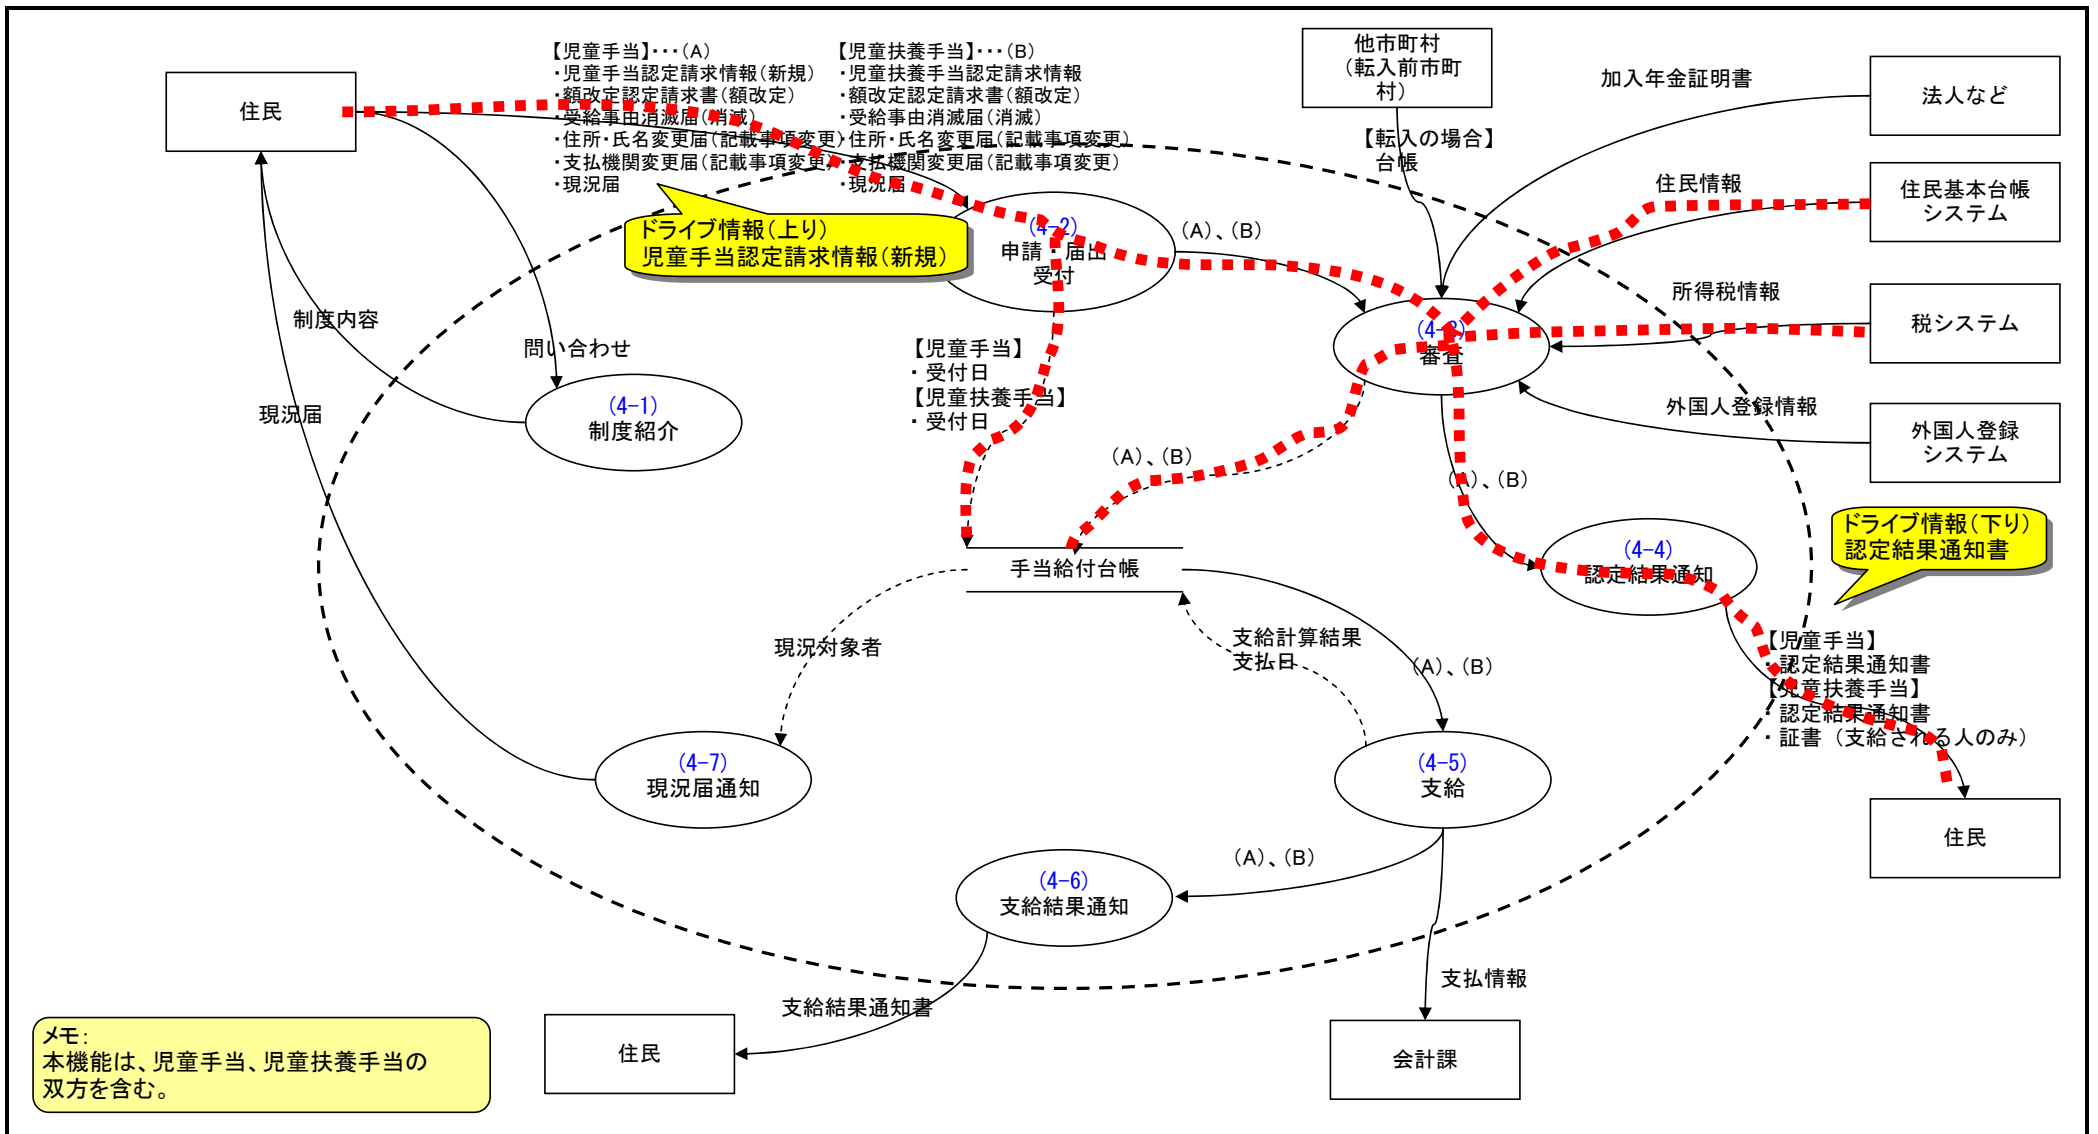 【児童手当】・・・（A）
・児童手当認定請求情報（新規）
・額改定認定請求書（額改定）
・受給事由消滅届（消滅）
・住所・氏名変更届（記載事項変更）
・支払機関変更届（記載事項変更）
・現況届
【児童扶養手当】・・・（B）
・児童扶養手当認定請求情報
・額改定認定請求書（額改定）
・受給事由消滅届（消滅）
・住所・氏名変更届（記載事項変更）
・支払機関変更届（記載事項変更）
・現況届
住民
他市町村
（転入前市町
村）
【転入の場合】
台帳
加入年金証明書
法人など
住民情報
住民基本台帳
システム
所得税情報
税システム
外国人登録情報
外国人登録
システム
ドライブ情報（上り）
児童手当認定請求情報（新規）
(4-2)
申請・届出
受付
（A）、（B）
(4-3)
審査
制度内容
問い合わせ
現況届
(4-1)
制度紹介
【児童手当】
・受付日
【児童扶養手当】
・受付日
（A）、（B）
（A）、（B）
ドライブ情報（下り）
認定結果通知書
(4-4)
認定結果通知
手当給付台帳
現況対象者
支給計算結果
支払日
（A）、（B）
【児童手当】
・認定結果通知書
【児童扶養手当】
・認定結果通知書
・証書（支給される人のみ）
(4-7)
現況届通知
(4-5)
支給
住民
（A）、（B）
(4-6)
支給結果通知
支給結果通知書
支払情報
住民
会計課
メモ：
本機能は、児童手当、児童扶養手当の
双方を含む。